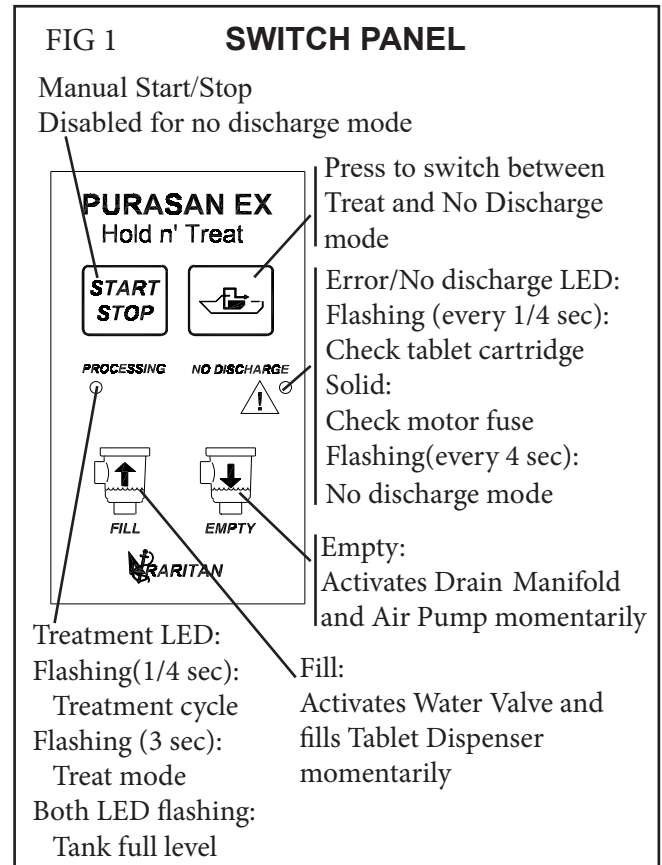 FIG 1 SWITCH PANEL
Manual Start/Stop
Disabled for no discharge mode
PURASAN EX
Hold n' Treat
START
STOP
PROCESSING
NO DISCHARGE
!
FILL
EMPTY
RARITAN
Press to switch between
Treat and No Discharge
mode
Error/No discharge LED:
Flashing (every 1/4 sec):
Check tablet cartridge
Solid:
Check motor fuse
Flashing(every 4 sec):
No discharge mode
Empty:
Activates Drain Manifold
and Air Pump momentarily
Treatment LED:
Flashing(1/4 sec):
Treatment cycle
Flashing (3 sec):
Treat mode
Both LED flashing:
Tank full level
Fill:
Activates Water Valve and
fills Tablet Dispenser
momentarily